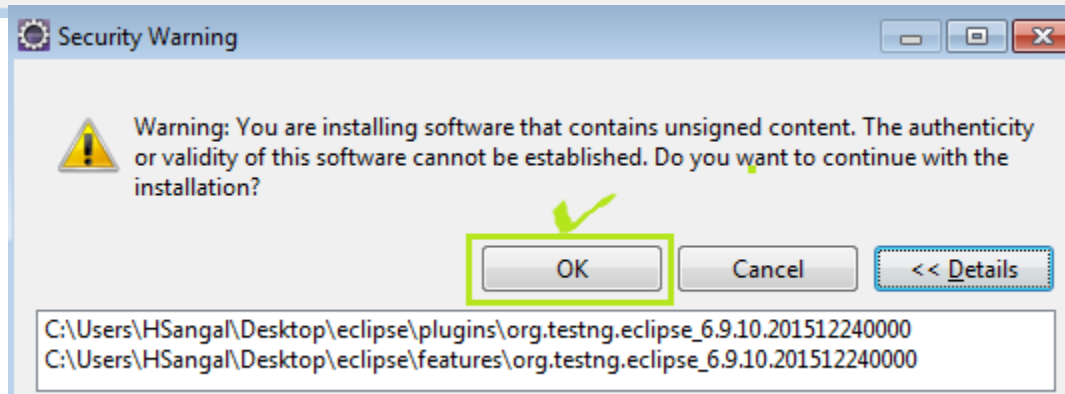 Security Warning
Warning: You are installing software that contains unsigned content. The authenticity
or validity of this software cannot be established. Do you want to continue with the
installation?
OK Cancel << Details
C:\Users\HSangal\Desktop\eclipse\plugins\org.testng.eclipse_6.9.10.201512240000
C:\Users\HSangal\Desktop\eclipse\features\org.testng.eclipse_6.9.10.201512240000